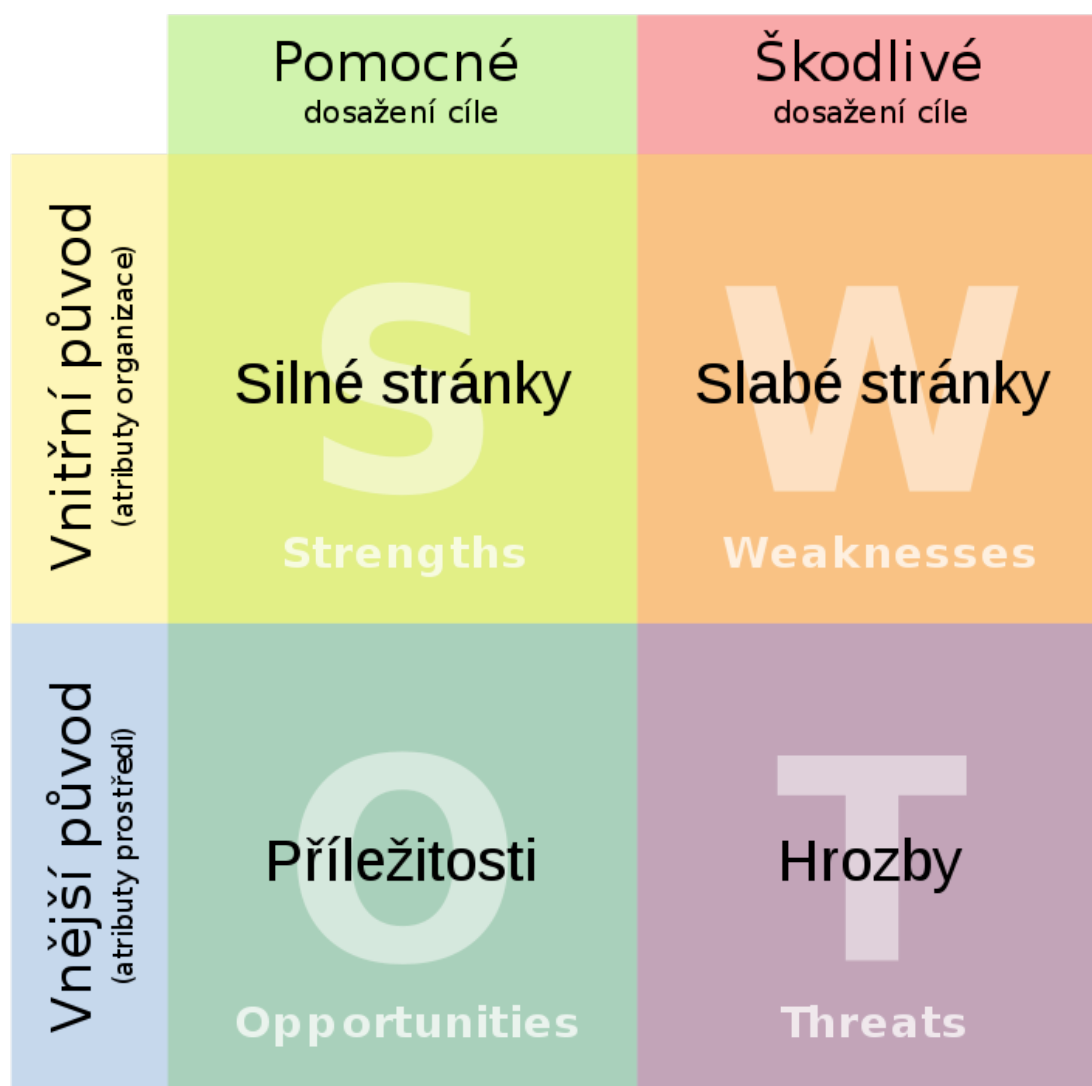 Pomocné
dosažení cíle
Škodlivé
dosažení cíle
Vnitřní původ
(atributy organizace)
S
Silné stránky
Strengths
W
Slabé stránky
Weaknesses
Vnější původ
(atributy prostředí)
O
Příležitosti
Opportunities
T
Hrozby
Threats